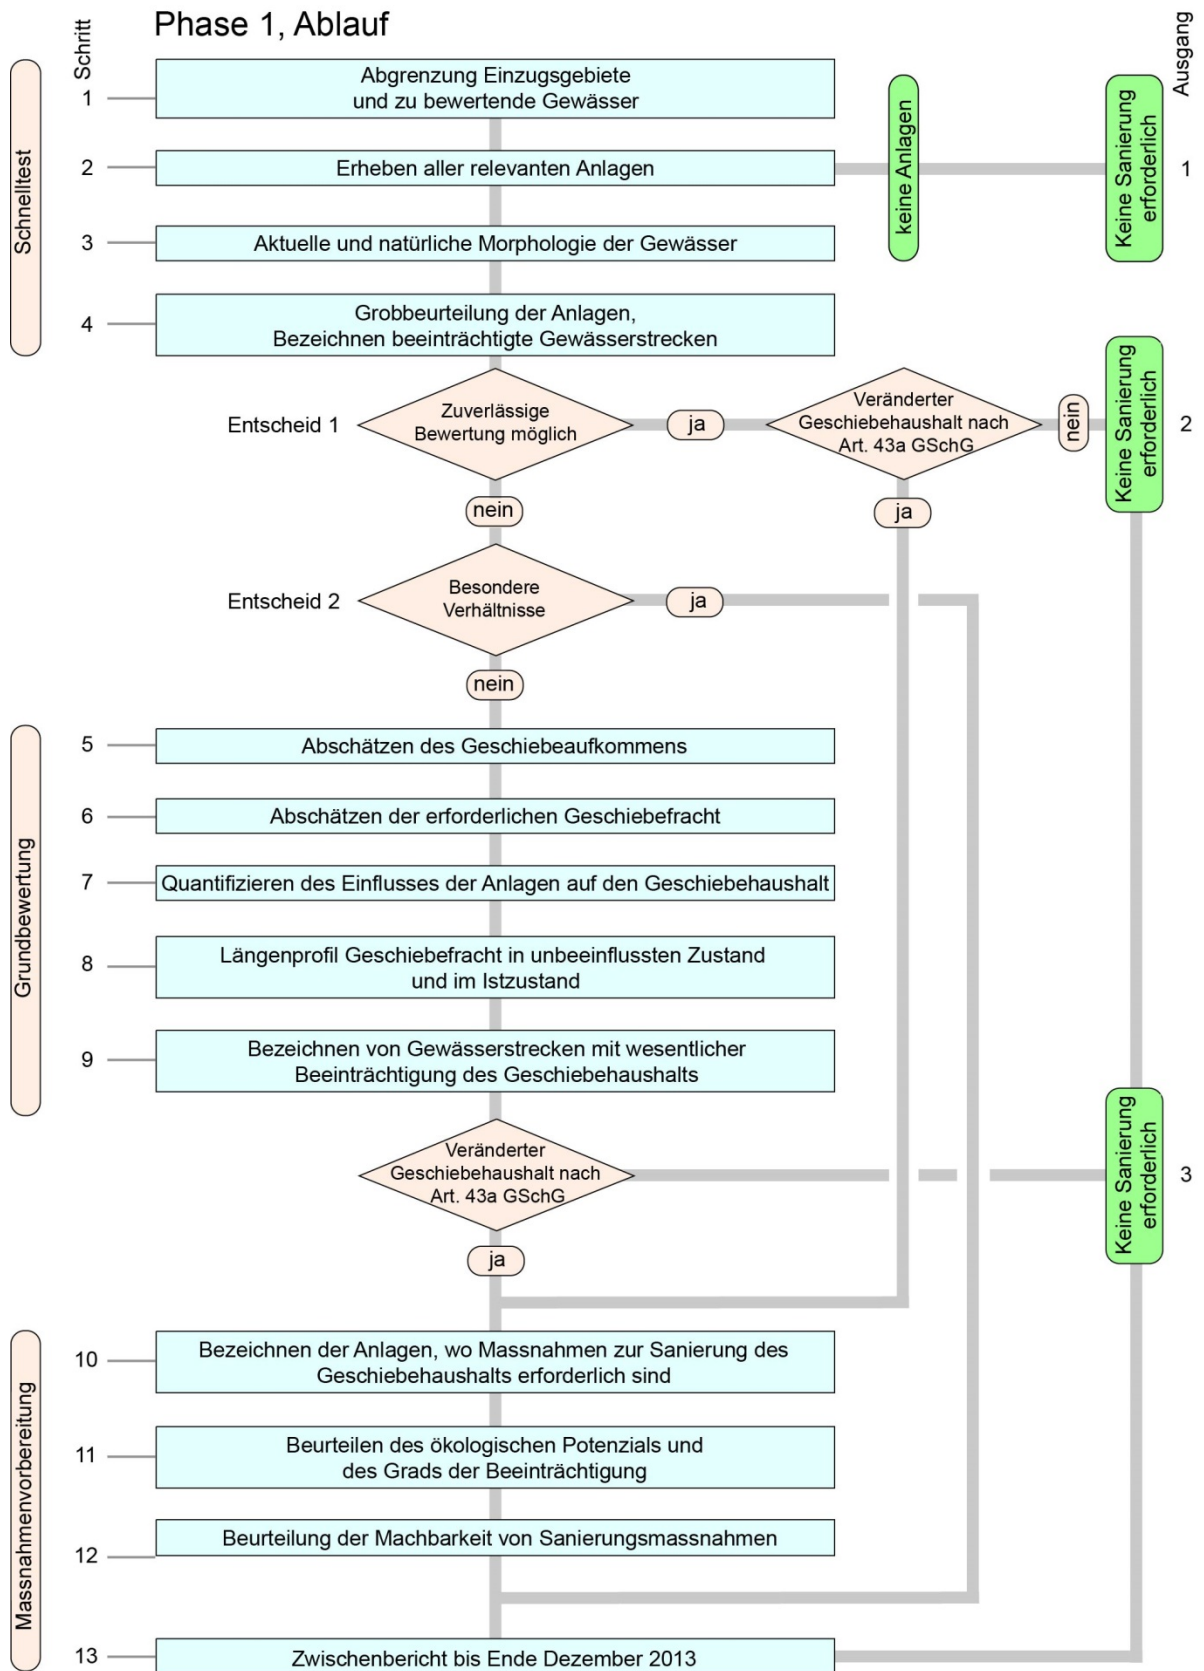 Phase 1, Ablauf
Schritt
Ausgang
Schnelltest
1
Abgrenzung Einzugsgebiete
und zu bewertende Gewässer
2
Erheben aller relevanten Anlagen
keine Anlagen
Keine Sanierung
erforderlich
1
3
Aktuelle und natürliche Morphologie der Gewässer
4
Grobbeurteilung der Anlagen,
Bezeichnen beeinträchtigte Gewässerstrecken
Entscheid 1
Zuverlässige
Bewertung möglich
ja
Veränderter
Geschiebehaushalt nach
Art. 43a GSchG
nein
Keine Sanierung
erforderlich
2
nein
ja
Entscheid 2
Besondere
Verhältnisse
ja
nein
Grundbewertung
5
Abschätzen des Geschiebeaufkommens
6
Abschätzen der erforderlichen Geschiebefracht
7
Quantifizieren des Einflusses der Anlagen auf den Geschiebehaushalt
8
Längenprofil Geschiebefracht in unbeeinflussten Zustand
und im Istzustand
9
Bezeichnen von Gewässerstrecken mit wesentlicher
Beeinträchtigung des Geschiebehaushalts
Veränderter
Geschiebehaushalt nach
Art. 43a GSchG
Keine Sanierung
erforderlich
3
ja
Massnahmenvorbereitung
10
Bezeichnen der Anlagen, wo Massnahmen zur Sanierung des
Geschiebehaushalts erforderlich sind
11
Beurteilen des ökologischen Potenzials und
des Grads der Beeinträchtigung
12
Beurteilung der Machbarkeit von Sanierungsmassnahmen
13
Zwischenbericht bis Ende Dezember 2013